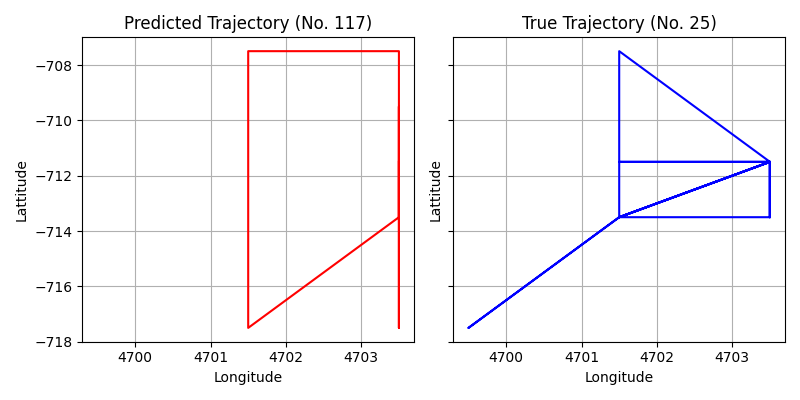 Predicted Trajectory (No. 117)
True Trajectory (No. 25)
−708
−710
−712
−714
−716
−718
Lattitude
Lattitude
4700
4701
4702
4703
4700
4701
4702
4703
Longitude
Longitude